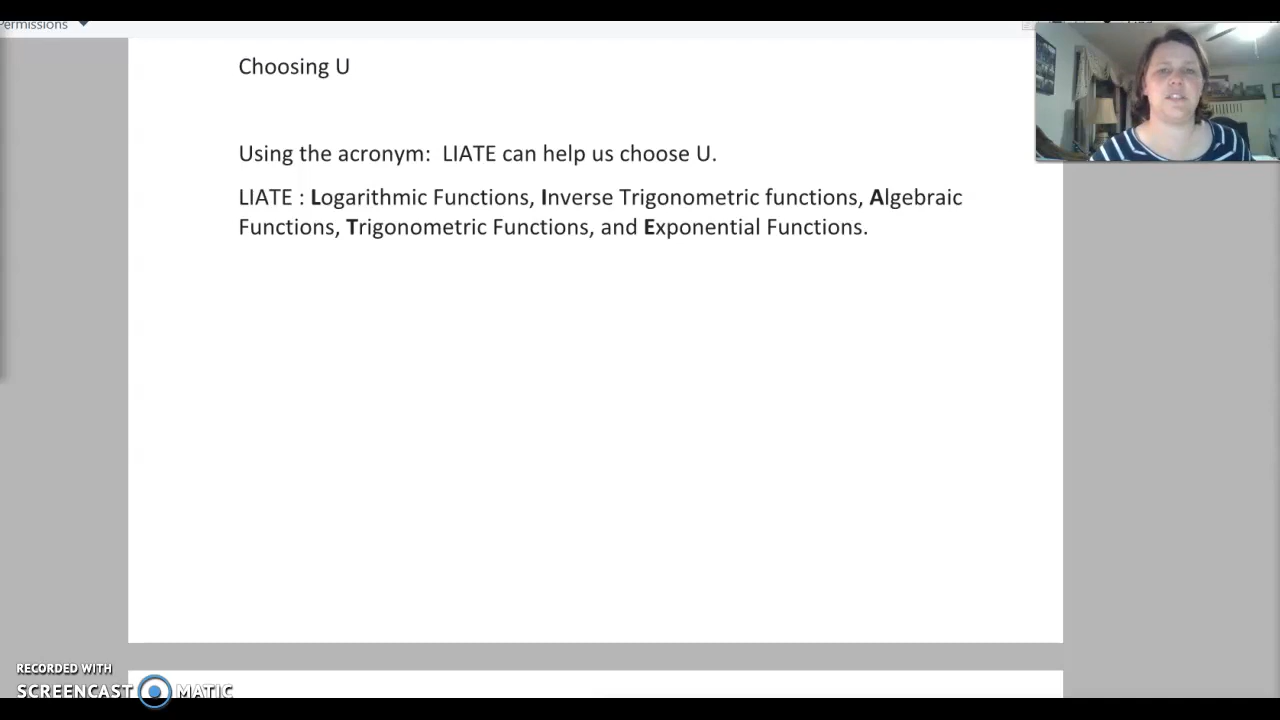 Permissions
Choosing U
Using the acronym:  LIATE can help us choose U.
LIATE : Logarithmic Functions, Inverse Trigonometric functions, Algebraic
Functions, Trigonometric Functions, and Exponential Functions.
RECORDED WITH
SCREENCAST MATIC